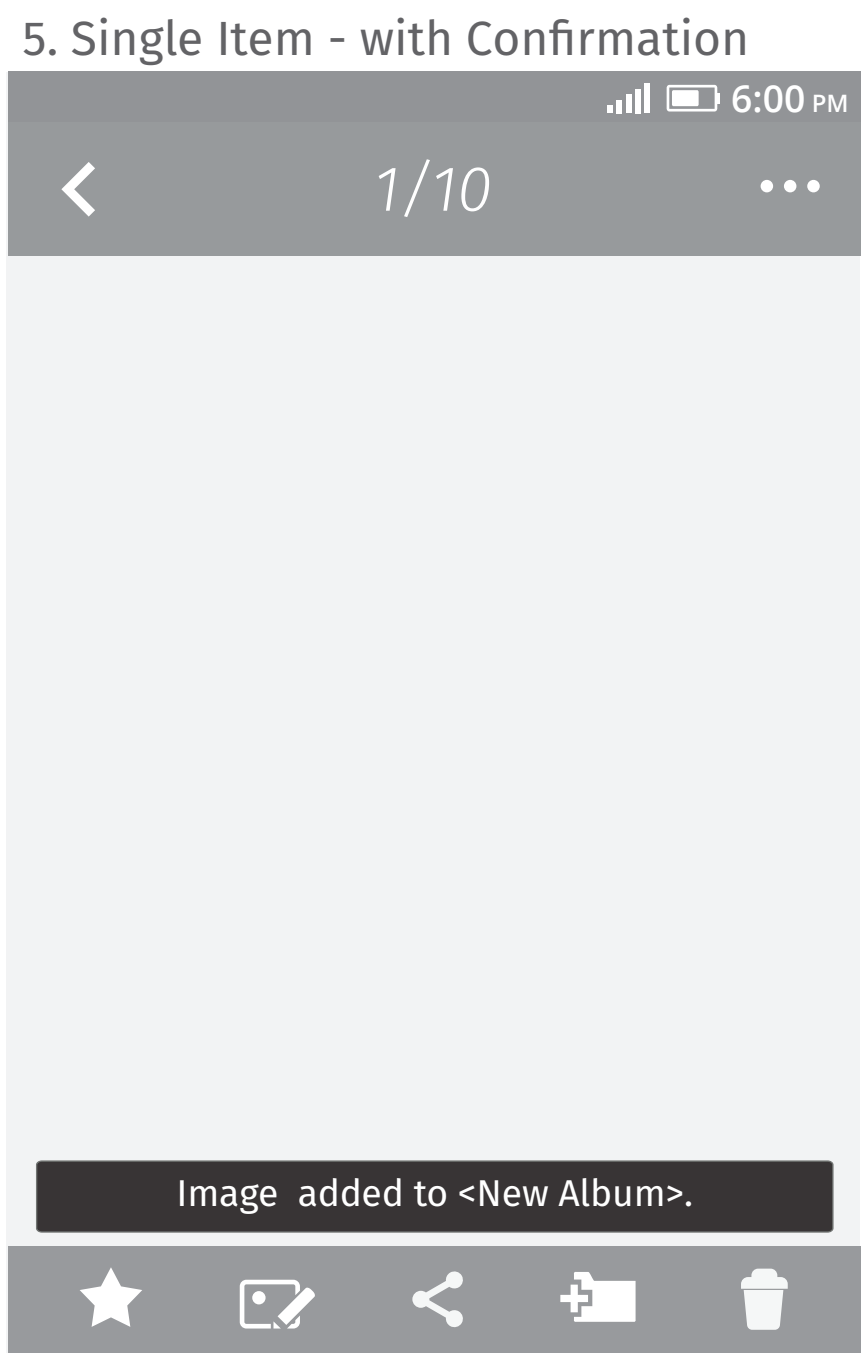 5. Single Item - with Confirmation
6:00 PM
1/10
Image  added to <New Album>.